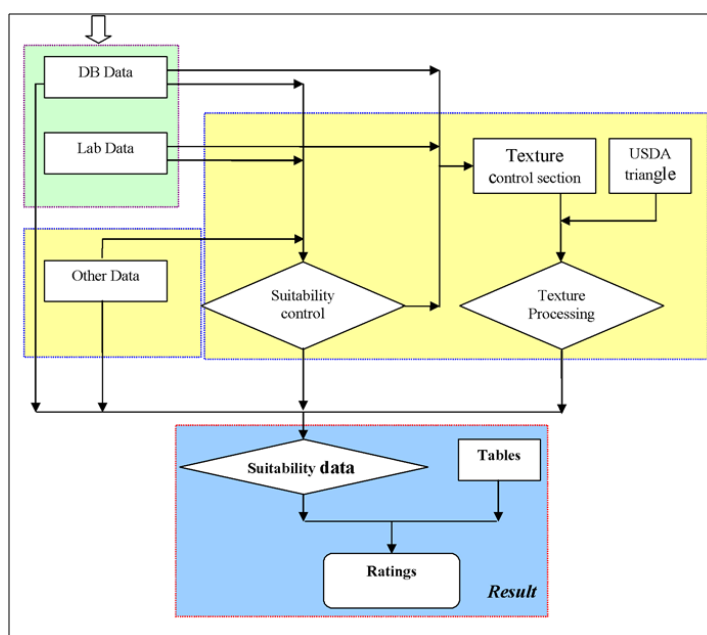 DB Data
Lab Data
Texture
control section
USDA
triangle
Other Data
Suitability
control
Texture
Processing
Suitability data
Tables
Ratings
Result